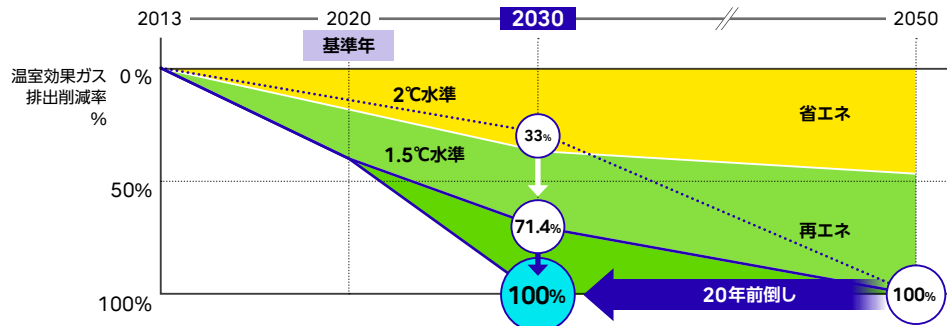 2013
2020
2030
2050
基準年
温室効果ガス
排出削減率
%
0%
50%
100%
2℃水準
1.5℃水準
省エネ
再エネ
33%
71.4%
100%
20年前倒し
100%